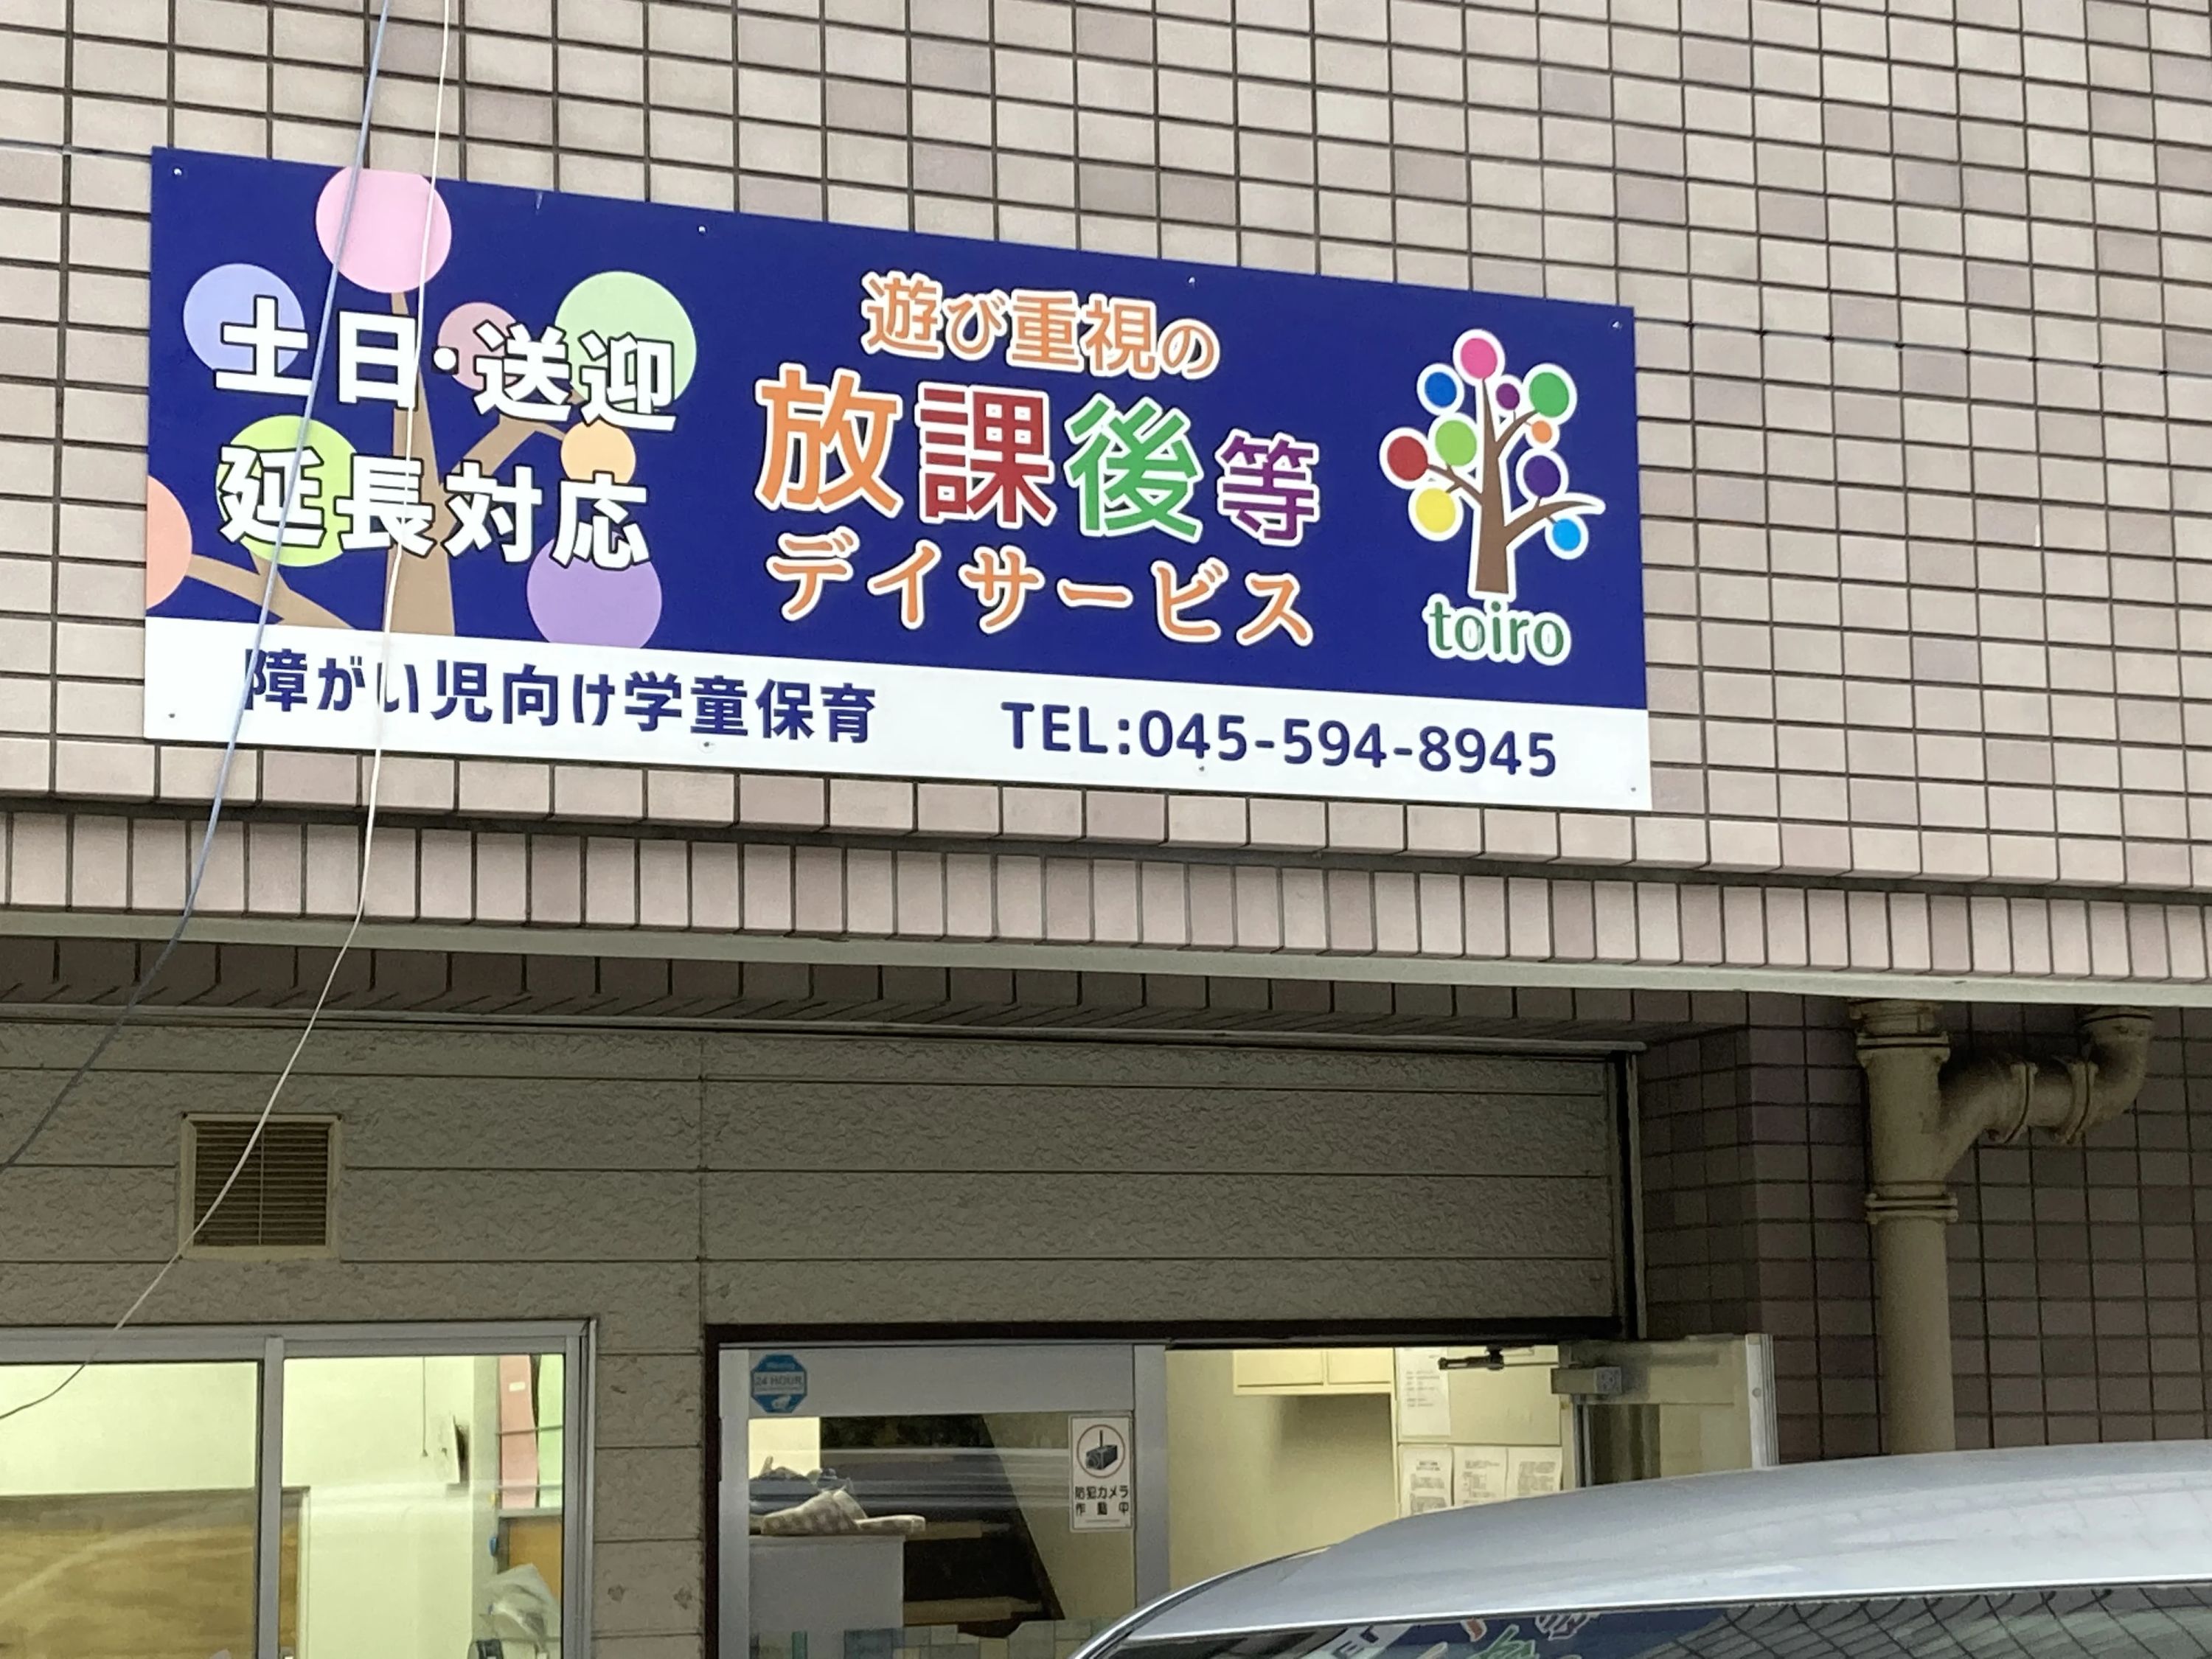 土日・送迎
延長対応
遊び重視の
放課後等
デイサービス
toiro
障がい児向け学童保育
TEL:045-594-8945
24 HOUR
防犯カメラ
作動中